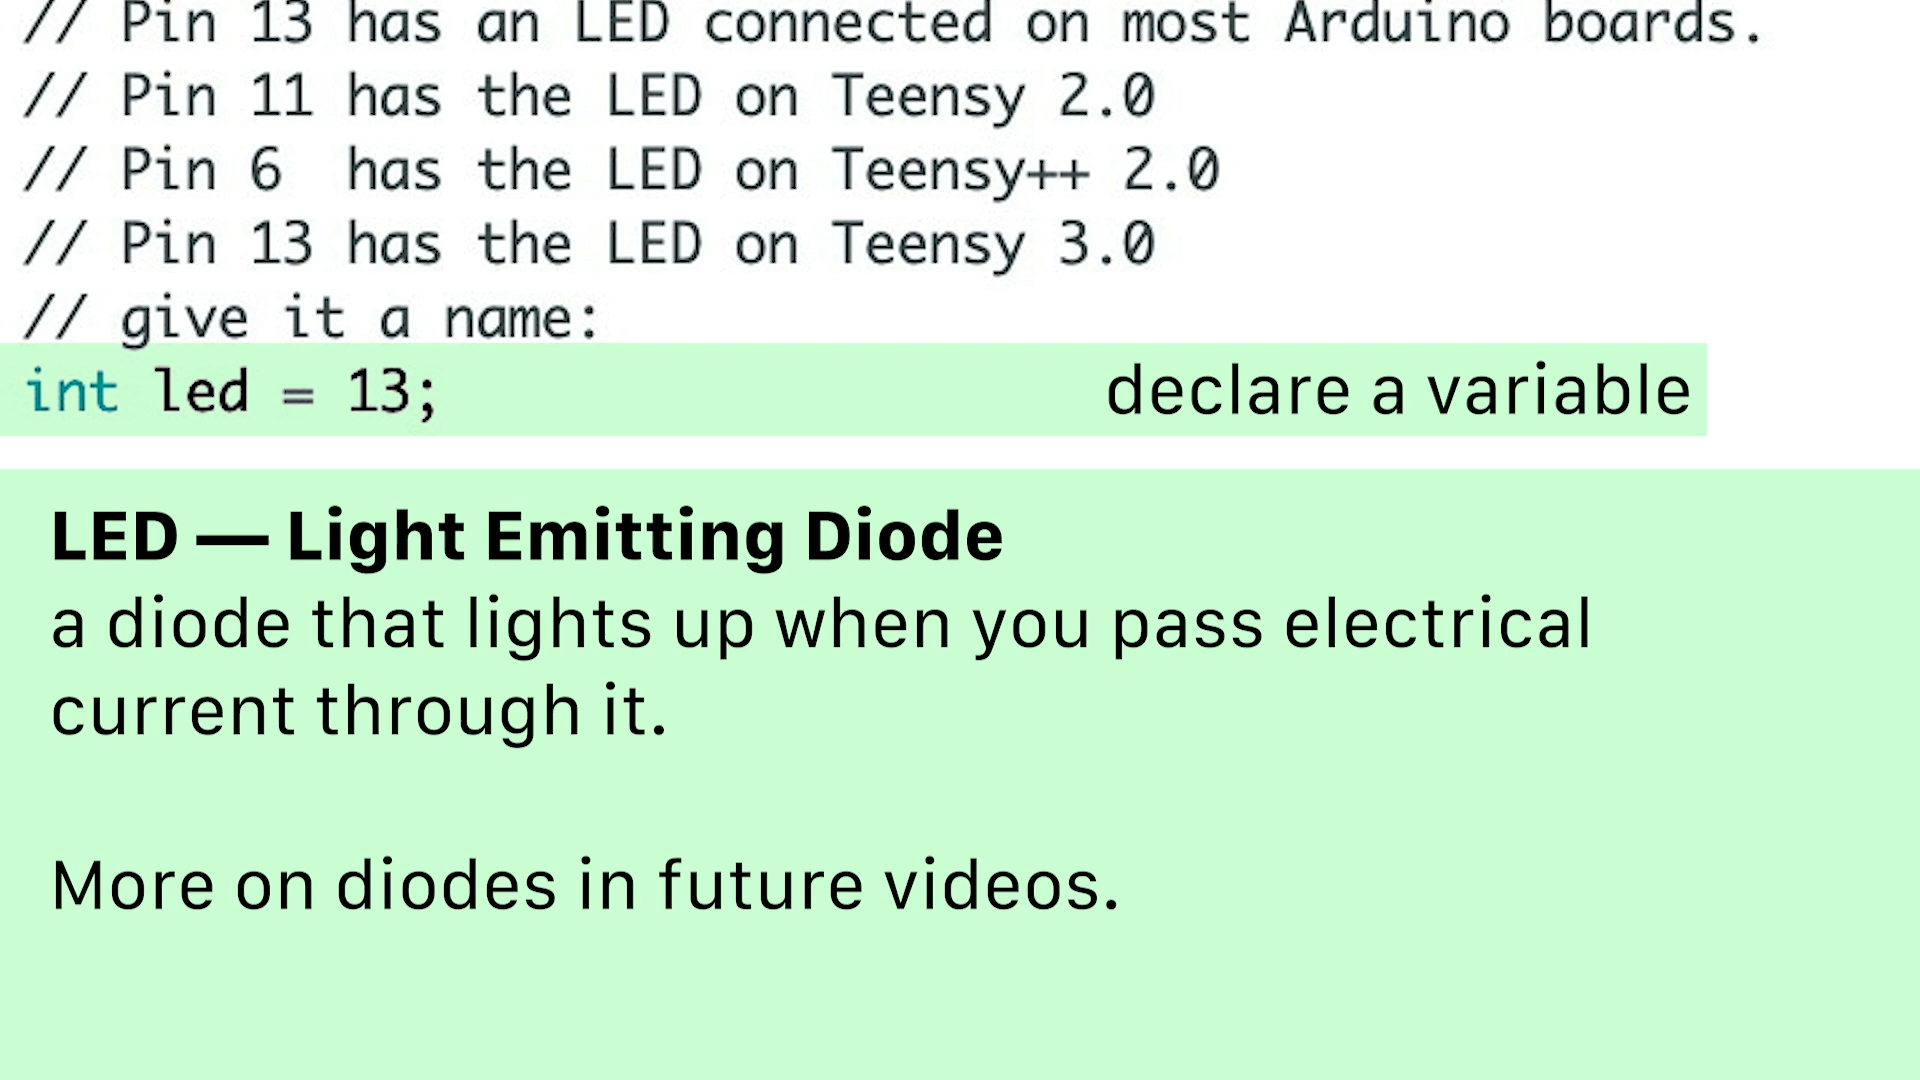 // Pin 13 has an LED connected on most Arduino boards.
// Pin 11 has the LED on Teensy 2.0
// Pin 6  has the LED on Teensy++ 2.0
// Pin 13 has the LED on Teensy 3.0
// give it a name:
int led = 13; declare a variable
LED — Light Emitting Diode
a diode that lights up when you pass electrical
current through it.
More on diodes in future videos.